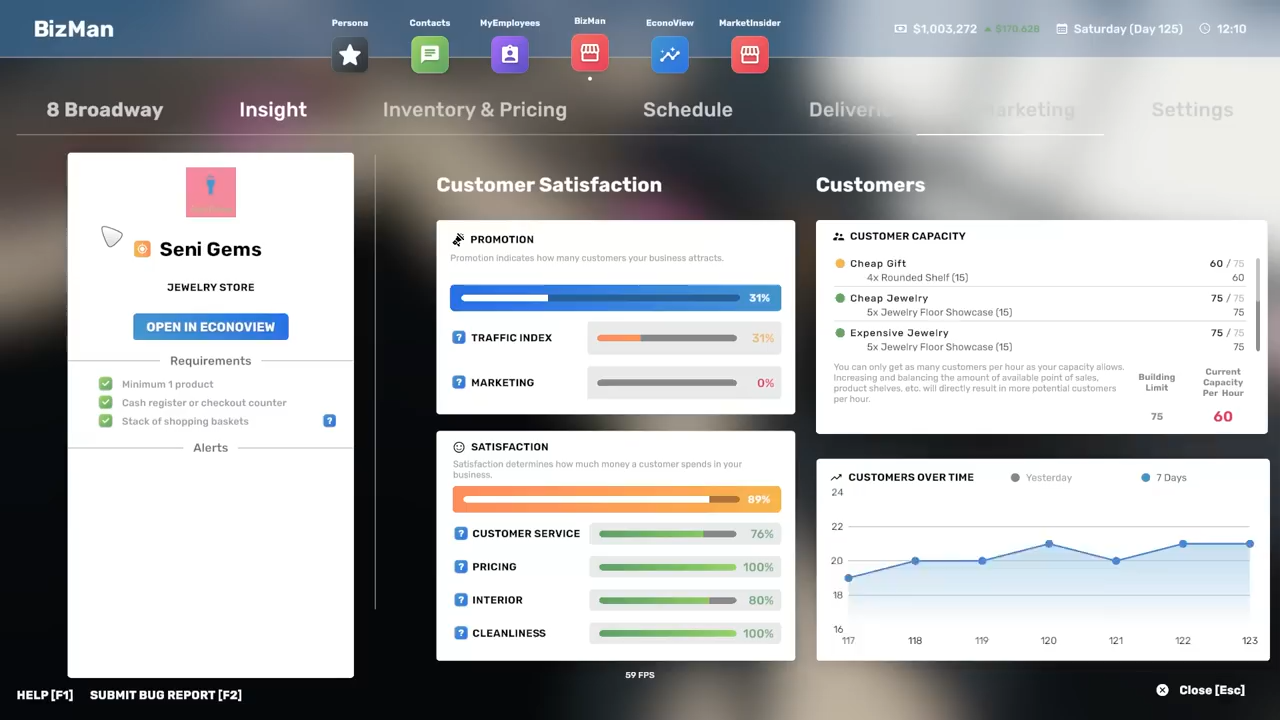 BizMan
Persona
Contacts
MyEmployees
BizMan
EconoView
MarketInsider
$1,003,272
$170.628
Saturday (Day 125)
12:10
8 Broadway
Insight
Inventory & Pricing
Schedule
Marketing
Settings
Seni Gems
JEWELRY STORE
OPEN IN ECONOVIEW
Requirements
Minimum 1 product
Cash register or checkout counter
Stack of shopping baskets
?
Alerts
Customer Satisfaction
PROMOTION
Promotion indicates how many customers your business attracts.
31%
? TRAFFIC INDEX 31%
? MARKETING 0%
SATISFACTION
Satisfaction determines how much money a customer spends in your
business.
89%
? CUSTOMER SERVICE 76%
? PRICING 100%
? INTERIOR 80%
? CLEANLINESS 100%
Customers
CUSTOMER CAPACITY
Cheap Gift 60 / 75
4x Rounded Shelf (15) 60
Cheap Jewelry 75 / 75
5x Jewelry Floor Showcase (15) 75
Expensive Jewelry 75 / 75
5x Jewelry Floor Showcase (15) 75
You can only get as many customers per hour as your capacity allows.
Increasing and balancing the amount of available point of sales,
product shelves, etc. will directly result in more potential customers
per hour.
Building
Limit
75
Current
Capacity
Per Hour
60
CUSTOMERS OVER TIME
Yesterday
7 Days
24
22
20
18
16
117 118 119 120 121 122 123
59 FPS
HELP [F1]
SUBMIT BUG REPORT [F2]
Close [Esc]